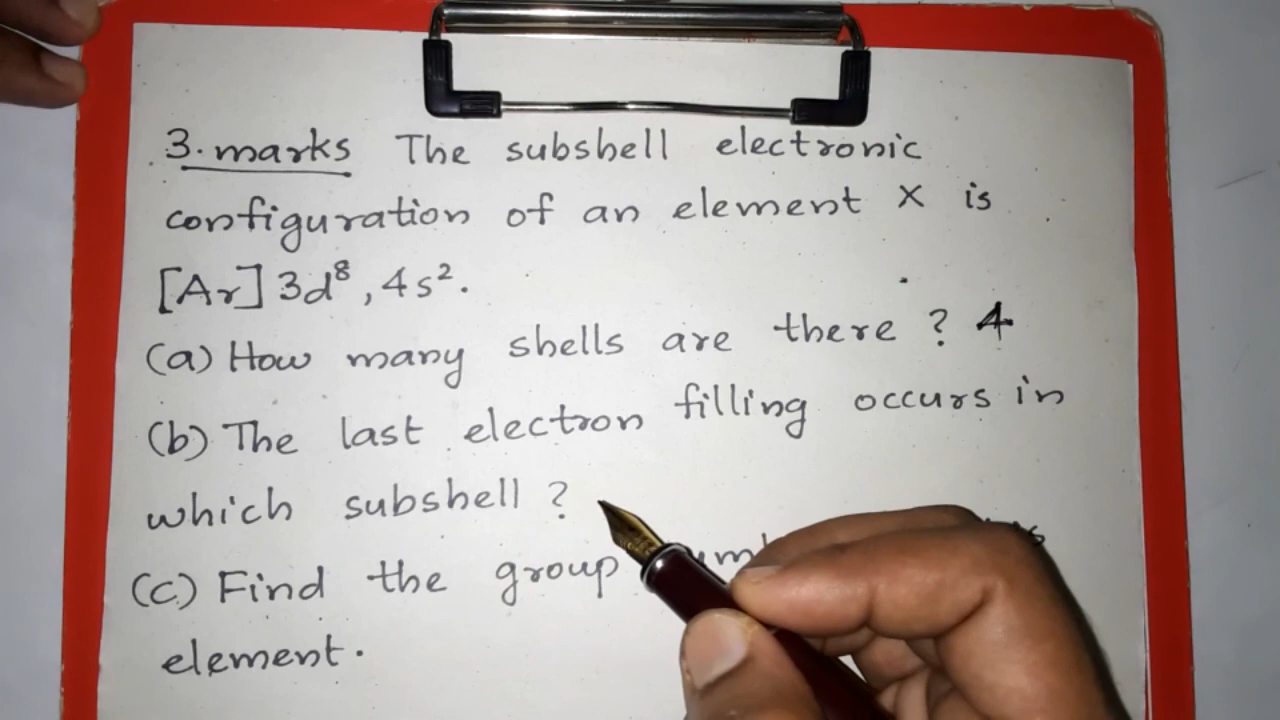 3. marks The subshell electronic
configuration of an element X is
[Ar] 3d⁸, 4s².
(a) How many shells are there ? 4
(b) The last electron filling occurs in
which subshell ?
(c) Find the group
element.